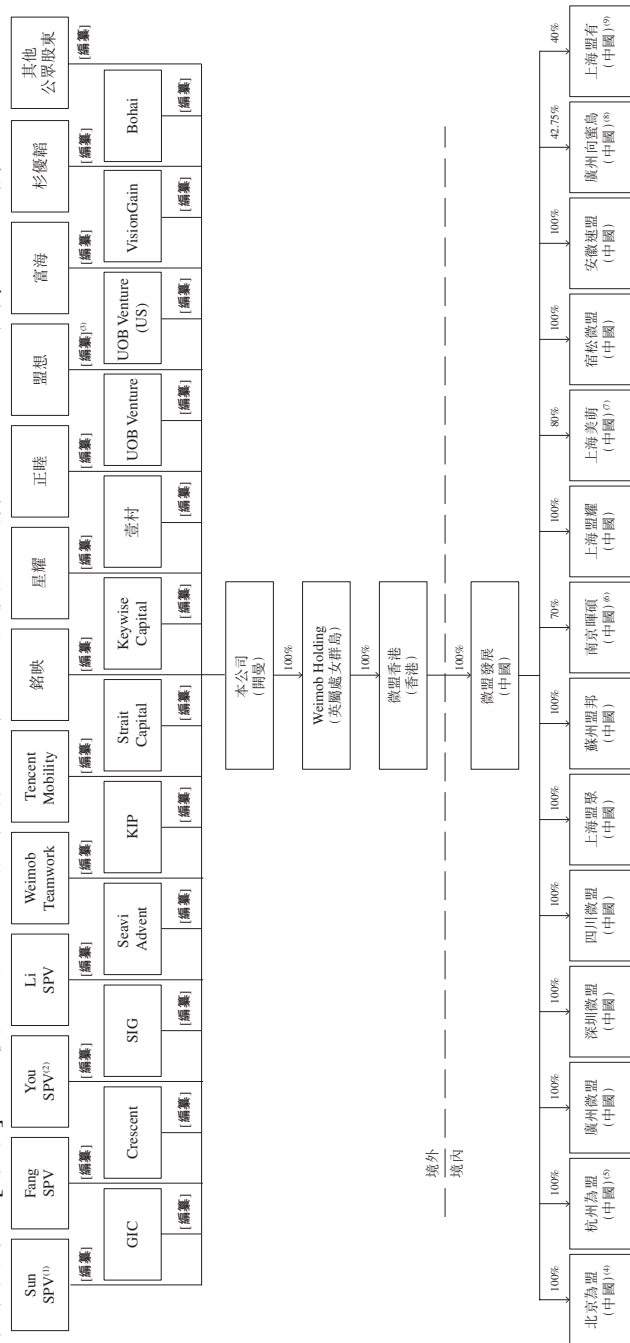 Sun
SPV(1)
Fang
SPV
You
SPV(2)
Li
SPV
Weimob
Teamwork
Tencent
Mobility
銘映
星耀
正睦
盟想
富海
杉優韜
其他
公眾股東
[編纂]
[編纂]
[編纂]
[編纂]
[編纂]
[編纂]
[編纂]
[編纂]
[編纂]
[編纂](3)
[編纂]
[編纂]
[編纂]
GIC
Crescent
SIG
Seavi
Advent
KIP
Strait
Capital
Keywise
Capital
壹村
UOB Venture
UOB Venture
(US)
VisionGain
Bohai
[編纂]
[編纂]
[編纂]
[編纂]
[編纂]
[編纂]
[編纂]
[編纂]
[編纂]
[編纂]
[編纂]
[編纂]
本公司
(開曼)
100%
Weimob Holding
(英屬處女群島)
100%
微盟香港
(香港)
境外
境內
100%
微盟發展
(中國)
100%
100%
100%
100%
100%
100%
100%
70%
100%
80%
100%
100%
42.75%
40%
北京為盟
(中國)(4)
杭州為盟
(中國)(5)
廣州微盟
(中國)
深圳微盟
(中國)
四川微盟
(中國)
上海盟聚
(中國)
蘇州盟邦
(中國)
南京暉碩
(中國)(6)
上海盟耀
(中國)
上海美萌
(中國)(7)
宿松微盟
(中國)
安徽速盟
(中國)
廣州向蜜鳥
(中國)(8)
上海盟有
(中國)(9)